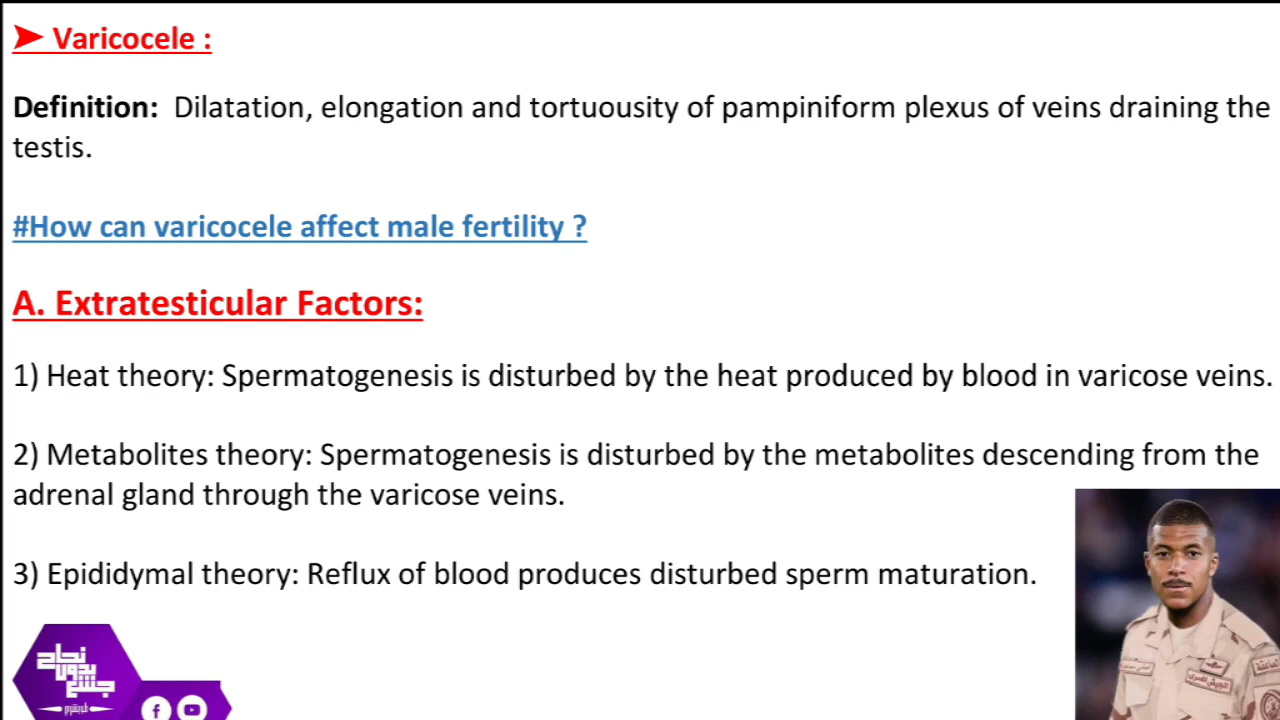 ➤ Varicocele :
Definition: Dilatation, elongation and tortuousity of pampiniform plexus of veins draining the
testis.
#How can varicocele affect male fertility ?
A. Extratesticular Factors:
1) Heat theory: Spermatogenesis is disturbed by the heat produced by blood in varicose veins.
2) Metabolites theory: Spermatogenesis is disturbed by the metabolites descending from the
adrenal gland through the varicose veins.
3) Epididymal theory: Reflux of blood produces disturbed sperm maturation.
نجاح
بدون